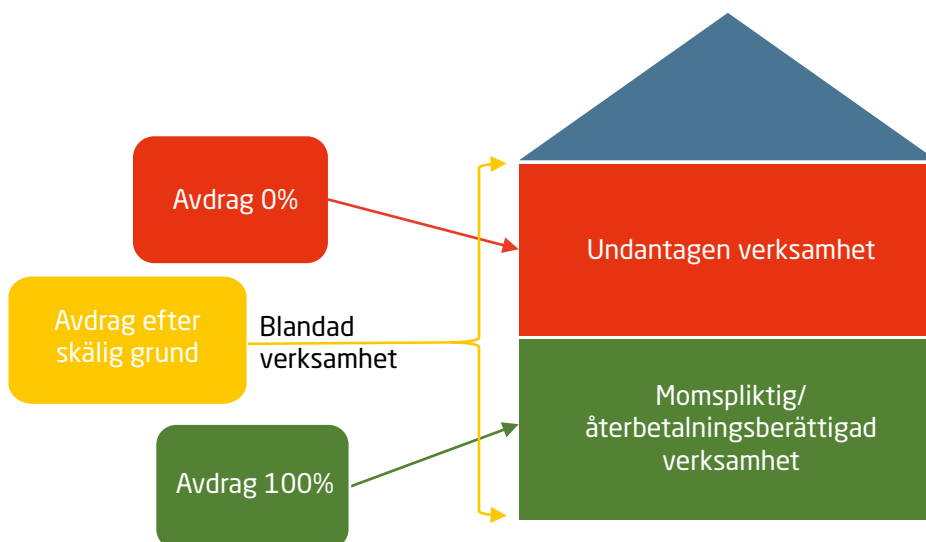 Avdrag 0%
Undantagen verksamhet
Avdrag efter
skälig grund
Blandad
verksamhet
Momspliktig/
återbetalningsberättigad
verksamhet
Avdrag 100%